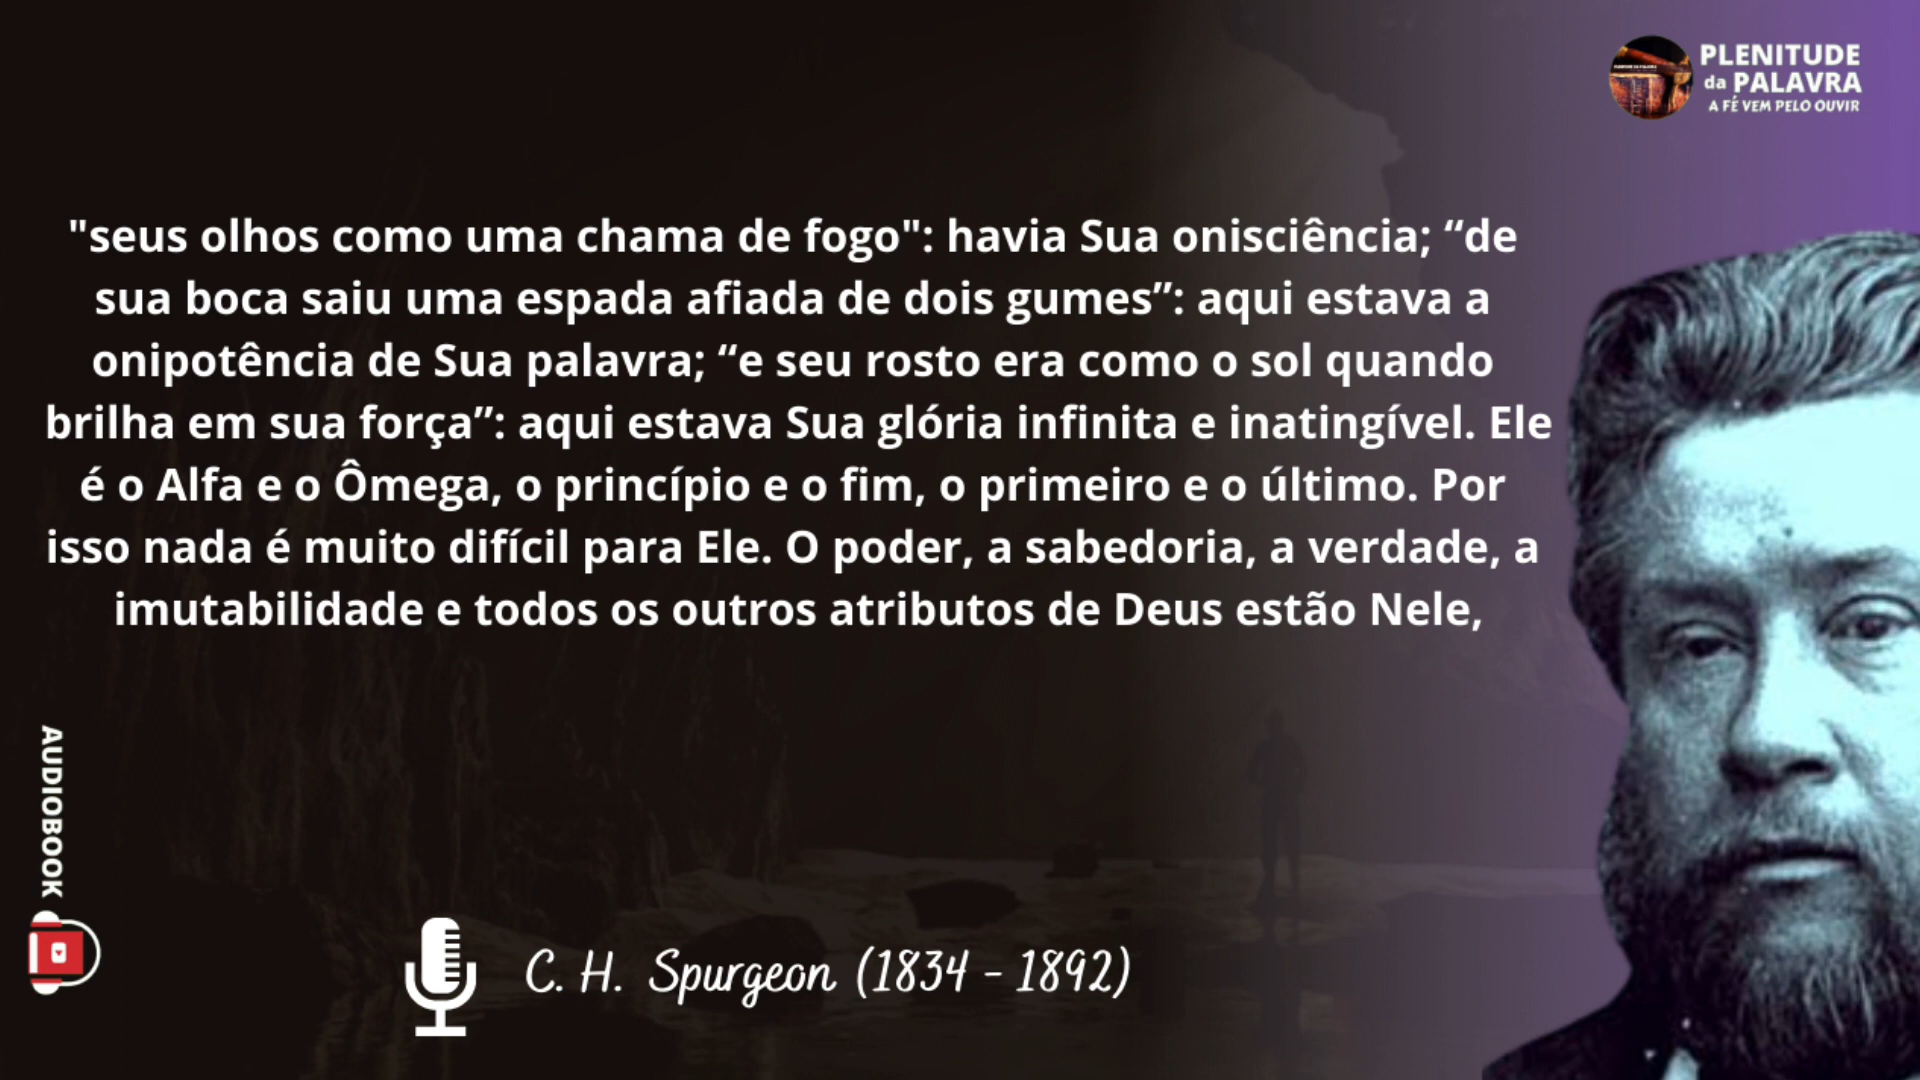 PLENITUDE
da PALAVRA
A FÉ VEM PELO OUVIR
"seus olhos como uma chama de fogo": havia Sua onisciência; “de
sua boca saiu uma espada afiada de dois gumes”: aqui estava a
onipotência de Sua palavra; “e seu rosto era como o sol quando
brilha em sua força”: aqui estava Sua glória infinita e inatingível. Ele
é o Alfa e o Ômega, o princípio e o fim, o primeiro e o último. Por
isso nada é muito difícil para Ele. O poder, a sabedoria, a verdade, a
imutabilidade e todos os outros atributos de Deus estão Nele,
AUDIOBOOK
C. H. Spurgeon (1834 - 1892)